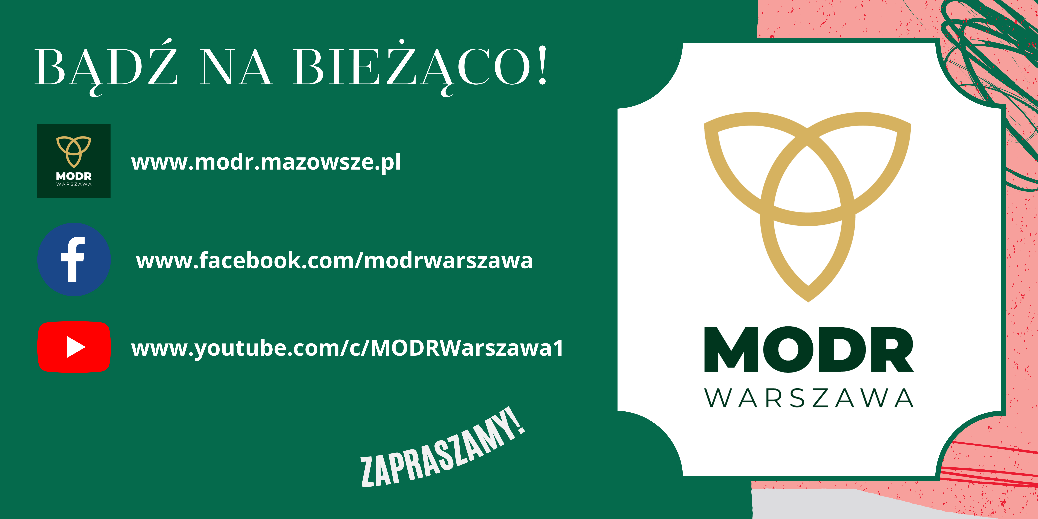 BĄDŹ NA BIEŻĄCO!
MODR
WARSZAWA
www.modr.mazowsze.pl
www.facebook.com/modrwarszawa
www.youtube.com/c/MODRWarszawa1
ZAPRASZAMY!
MODR
WARSZAWA